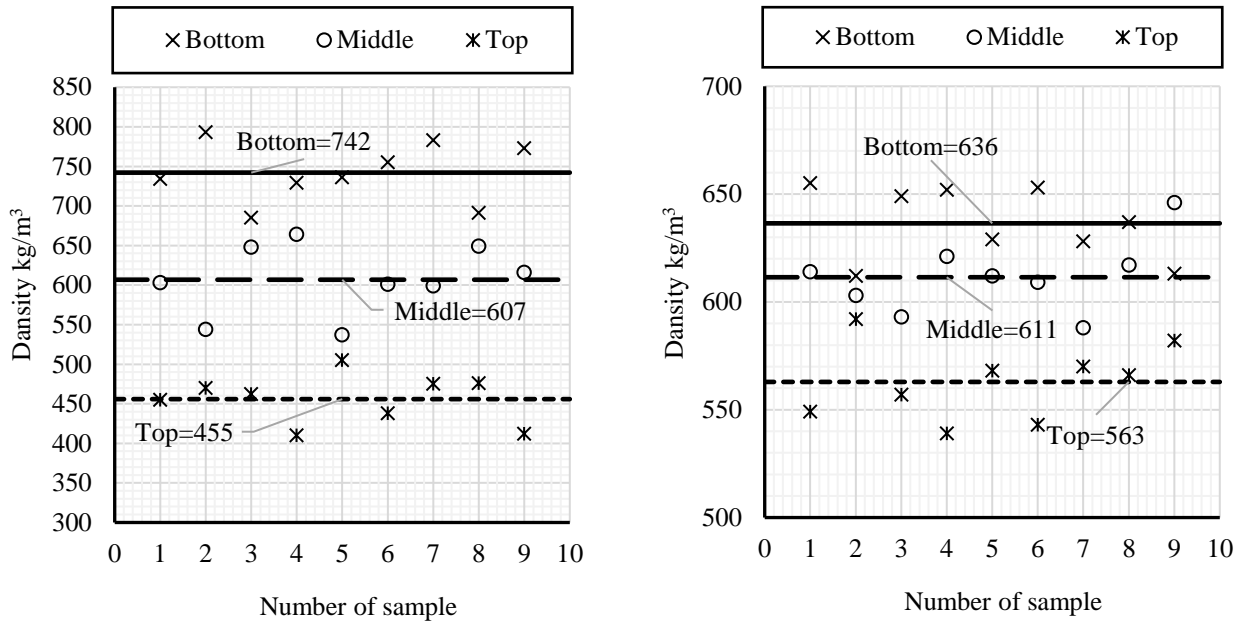 Bottom Middle Top
850
800
750
700
650
600
550
500
450
400
350
300
Dansity kg/m³
Bottom=742
Middle=607
Top=455
0 1 2 3 4 5 6 7 8 9 10
Number of sample
Bottom Middle Top
700
650
600
550
500
Dansity kg/m³
Bottom=636
Middle=611
Top=563
0 1 2 3 4 5 6 7 8 9 10
Number of sample